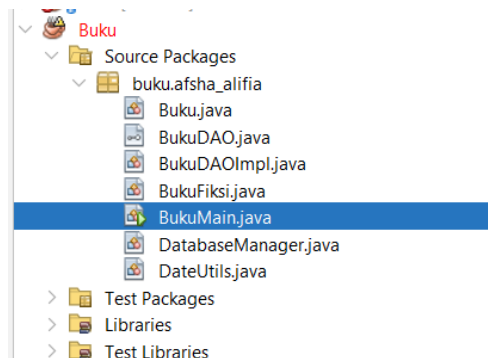 Buku
Source Packages
buku.afsha_alifia
Buku.java
BukuDAO.java
BukuDAOImpl.java
BukuFiksi.java
BukuMain.java
DatabaseManager.java
DateUtils.java
Test Packages
Libraries
Test Libraries